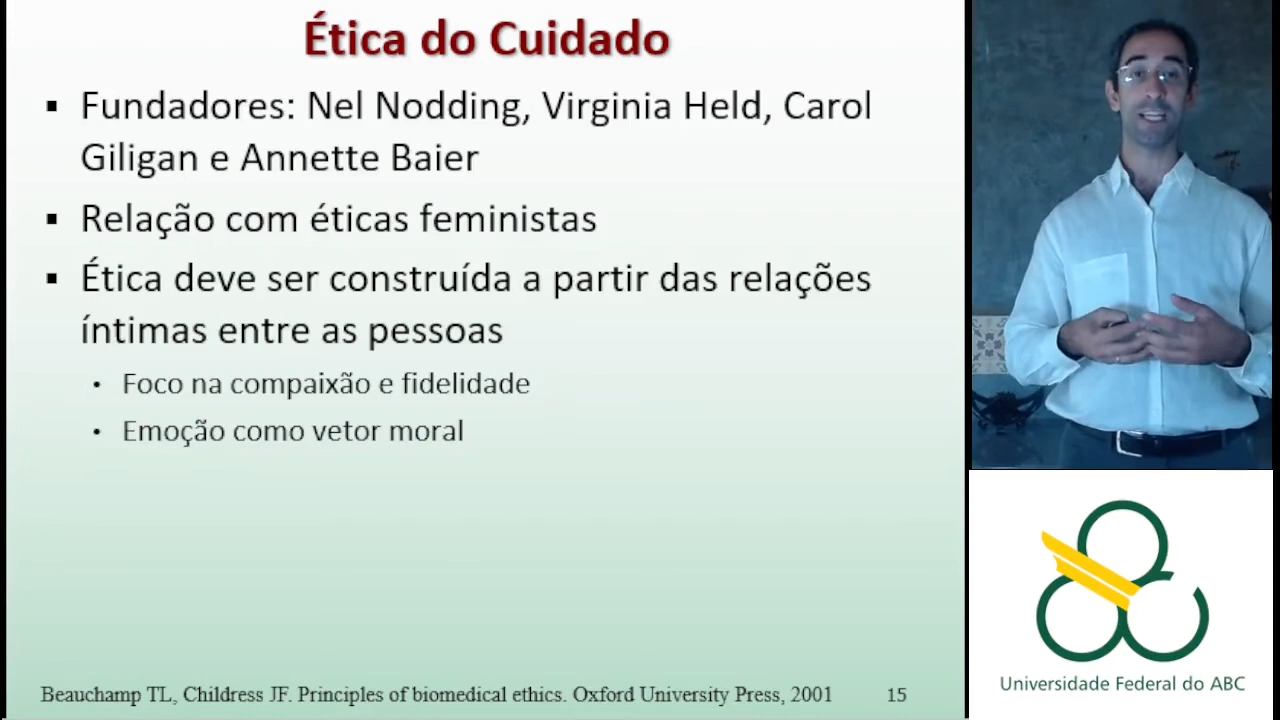 Ética do Cuidado
▪ Fundadores: Nel Nodding, Virginia Held, Carol
Giligan e Annette Baier
▪ Relação com éticas feministas
▪ Ética deve ser construída a partir das relações
íntimas entre as pessoas
• Foco na compaixão e fidelidade
• Emoção como vetor moral
Beauchamp TL, Childress JF. Principles of biomedical ethics. Oxford University Press, 2001
15
Universidade Federal do ABC